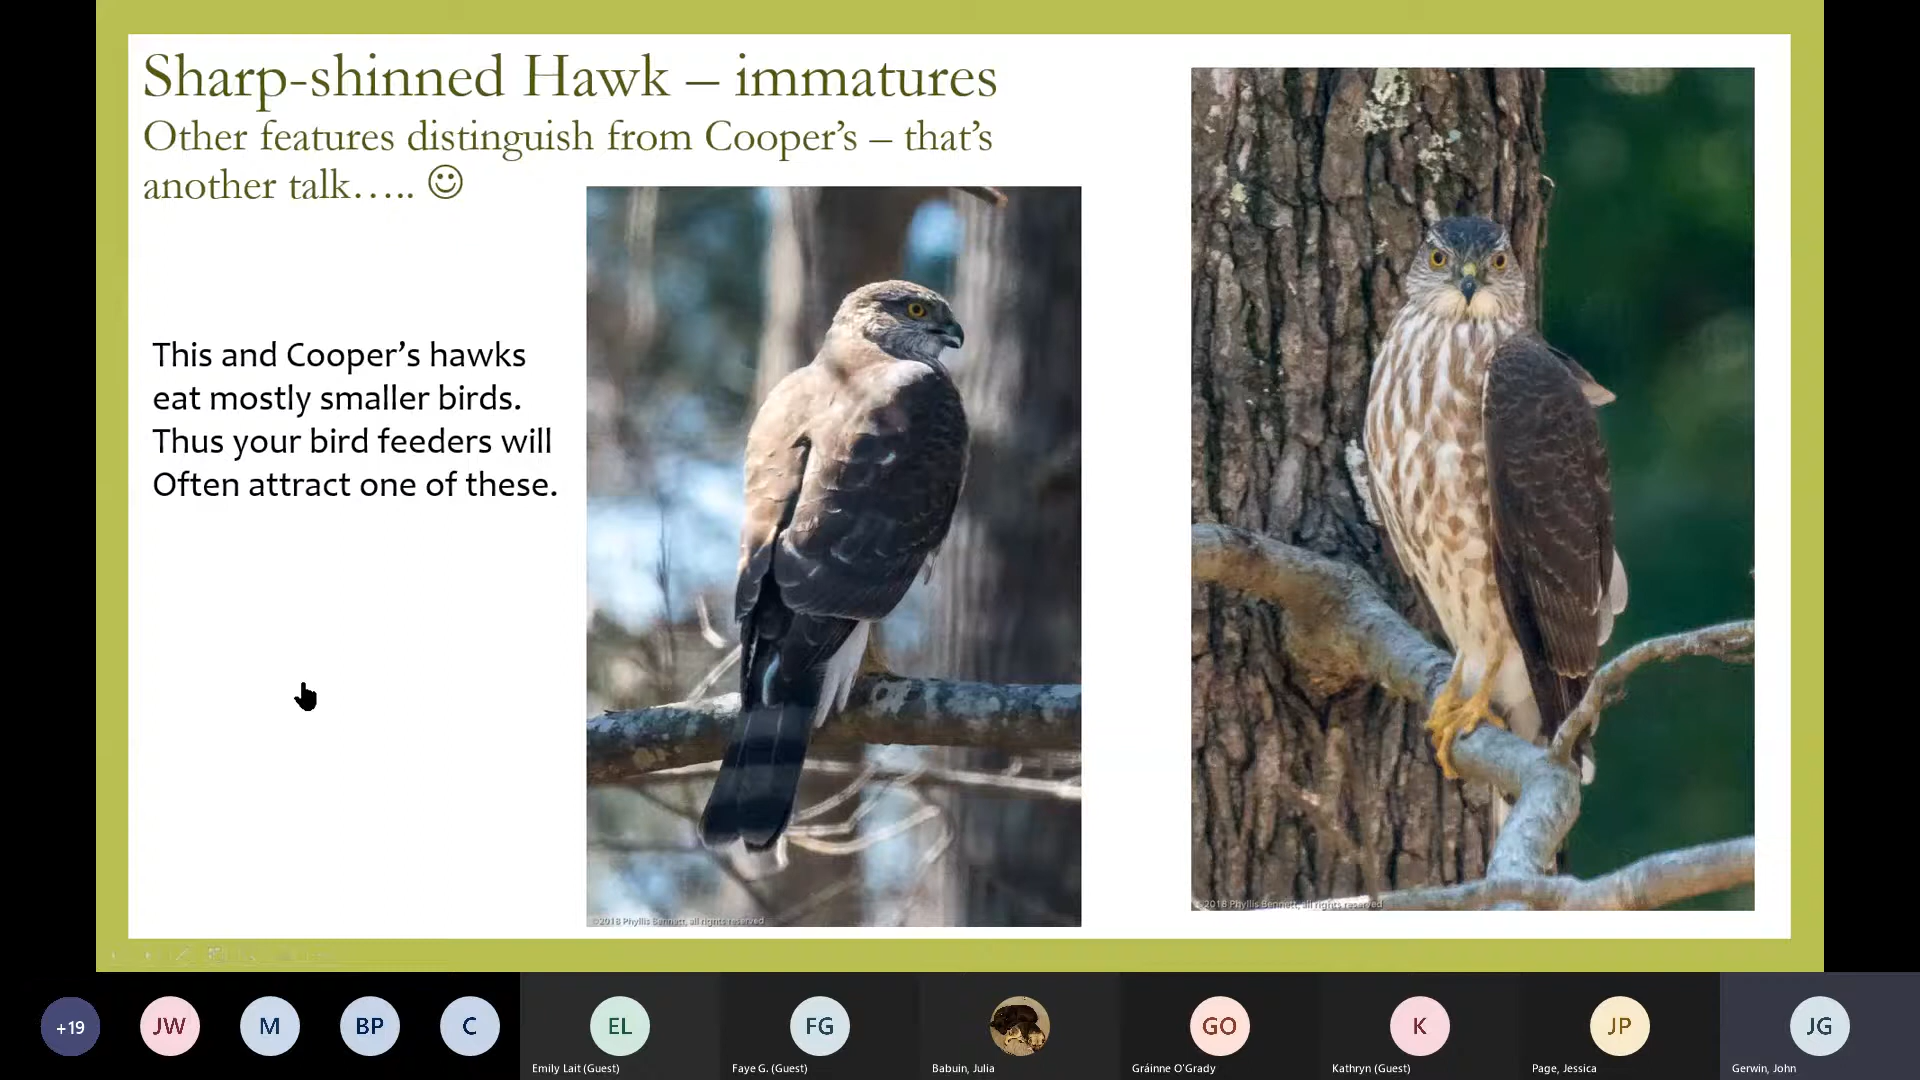 Sharp-shinned Hawk – immatures
Other features distinguish from Cooper’s – that’s
another talk….. ☺
This and Cooper’s hawks
eat mostly smaller birds.
Thus your bird feeders will
Often attract one of these.
©2018 Phyllis Bennett, all rights reserved
©2018 Phyllis Bennett, all rights reserved
+19
JW
M
BP
C
EL
FG
GO
K
JP
JG
Emily Lait (Guest)
Faye G. (Guest)
Babuin, Julia
Gráinne O'Grady
Kathryn (Guest)
Page, Jessica
Gerwin, John